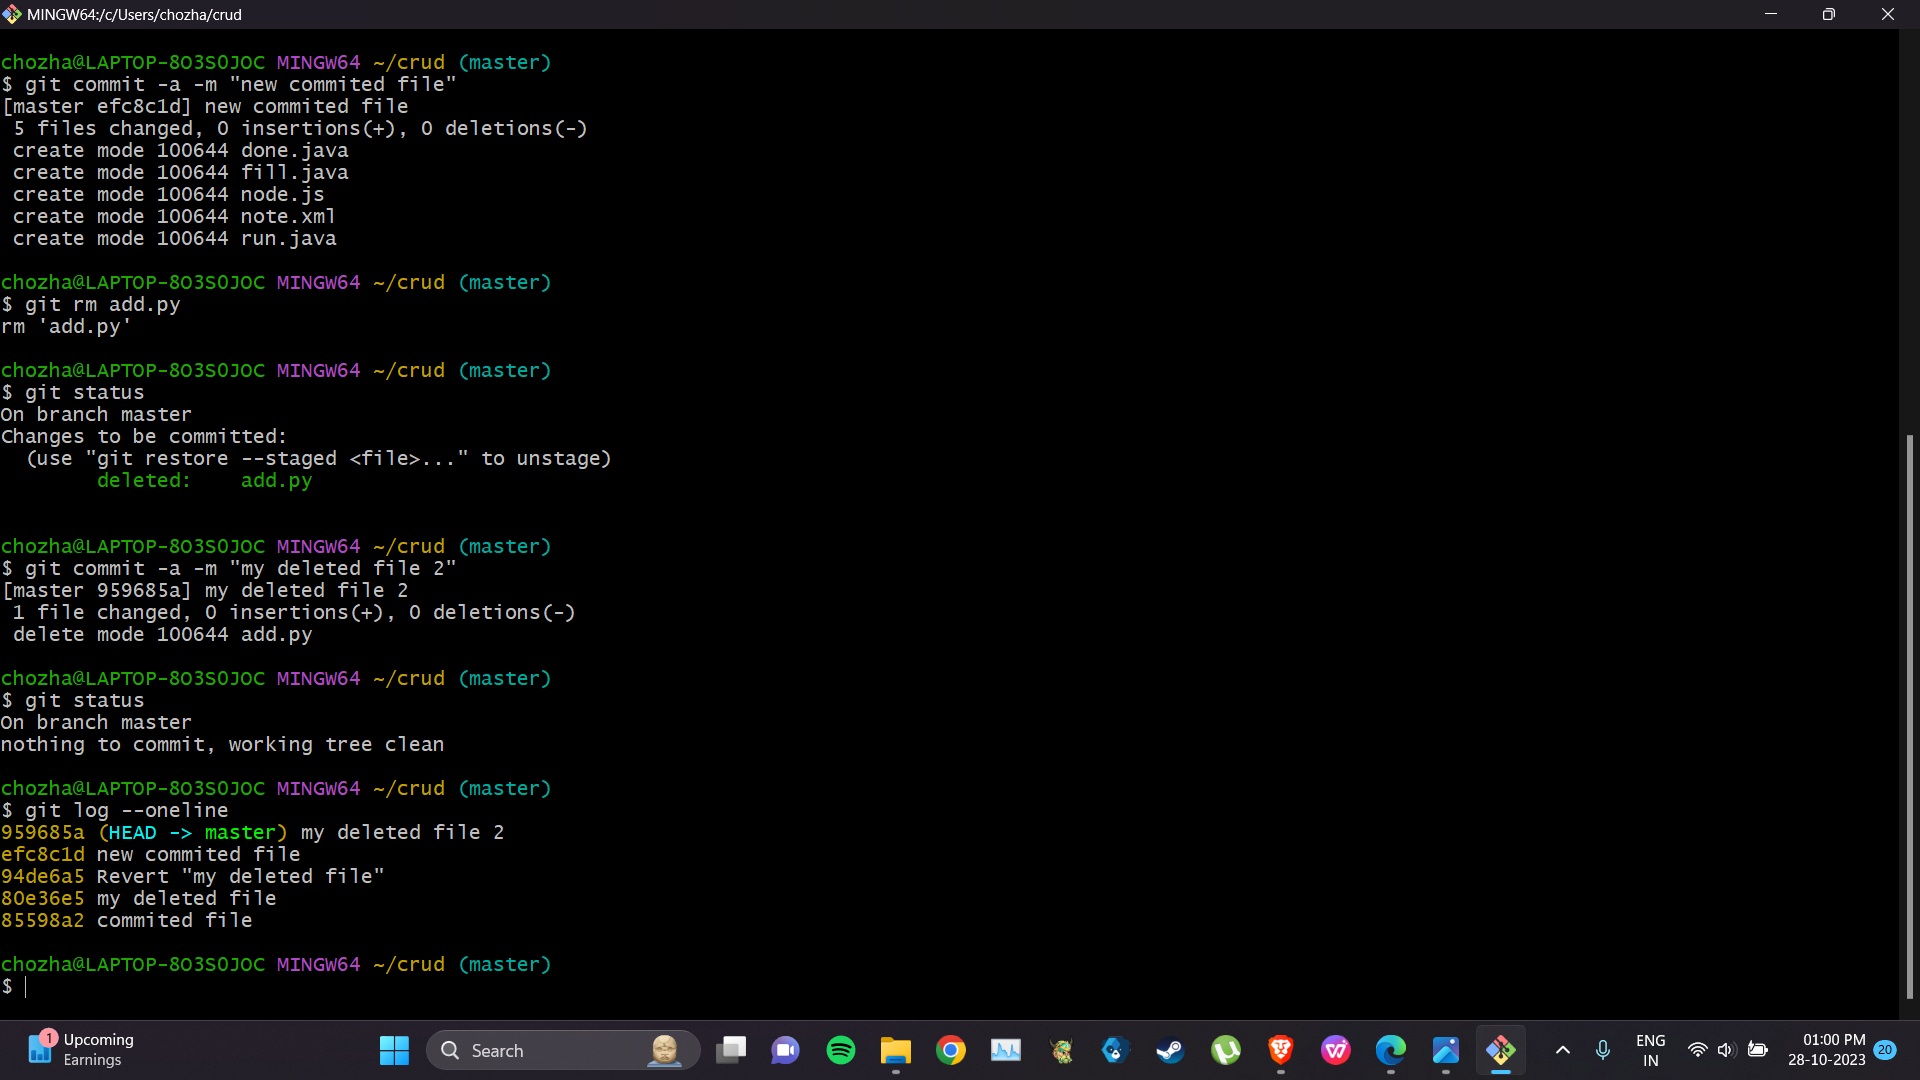 MINGW64:/c/Users/chozha/crud
chozha@LAPTOP-8O3S0JOC MINGW64 ~/crud (master)
$ git commit -a -m "new commited file"
[master efc8c1d] new commited file
 5 files changed, 0 insertions(+), 0 deletions(-)
 create mode 100644 done.java
 create mode 100644 fill.java
 create mode 100644 node.js
 create mode 100644 note.xml
 create mode 100644 run.java
chozha@LAPTOP-8O3S0JOC MINGW64 ~/crud (master)
$ git rm add.py
rm 'add.py'
chozha@LAPTOP-8O3S0JOC MINGW64 ~/crud (master)
$ git status
On branch master
Changes to be committed:
  (use "git restore --staged <file>..." to unstage)
        deleted:    add.py
chozha@LAPTOP-8O3S0JOC MINGW64 ~/crud (master)
$ git commit -a -m "my deleted file 2"
[master 959685a] my deleted file 2
 1 file changed, 0 insertions(+), 0 deletions(-)
 delete mode 100644 add.py
chozha@LAPTOP-8O3S0JOC MINGW64 ~/crud (master)
$ git status
On branch master
nothing to commit, working tree clean
chozha@LAPTOP-8O3S0JOC MINGW64 ~/crud (master)
$ git log --oneline
959685a (HEAD -> master) my deleted file 2
efc8c1d new commited file
94de6a5 Revert "my deleted file"
80e36e5 my deleted file
85598a2 commited file
chozha@LAPTOP-8O3S0JOC MINGW64 ~/crud (master)
$
1
Upcoming
Earnings
Search
ENG
IN
01:00 PM
28-10-2023
20